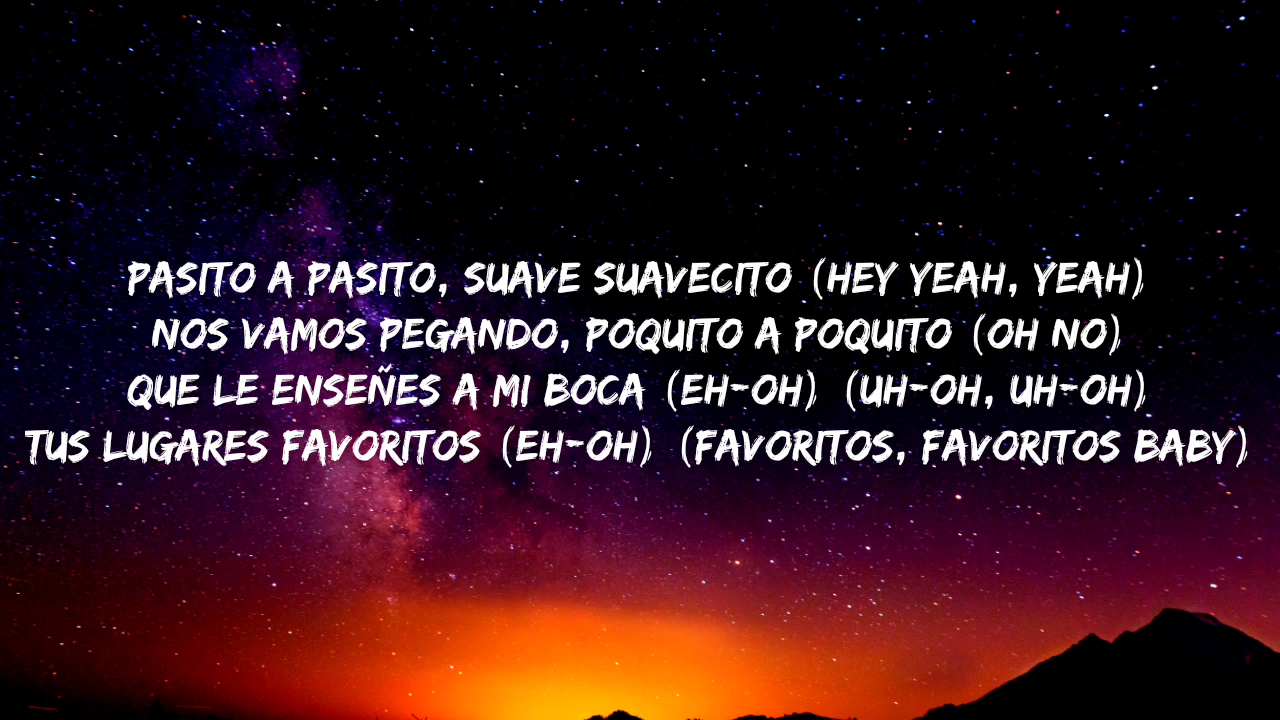 PASITO A PASITO, SUAVE SUAVECITO (HEY YEAH, YEAH)
NOS VAMOS PEGANDO, POQUITO A POQUITO (OH NO)
QUE LE ENSEÑES A MI BOCA (EH-OH) (UH-OH, UH-OH)
TUS LUGARES FAVORITOS (EH-OH) (FAVORITOS, FAVORITOS BABY)